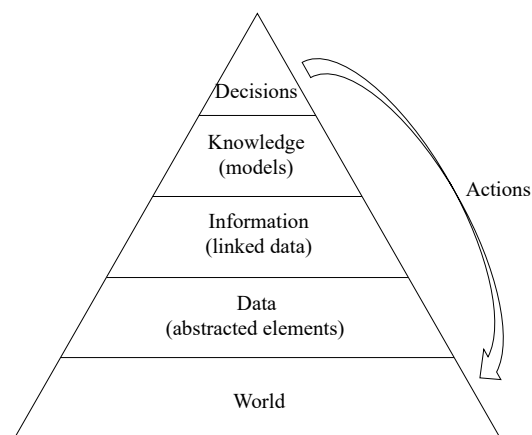 Decisions
Knowledge
(models)
Actions
Information
(linked data)
Data
(abstracted elements)
World